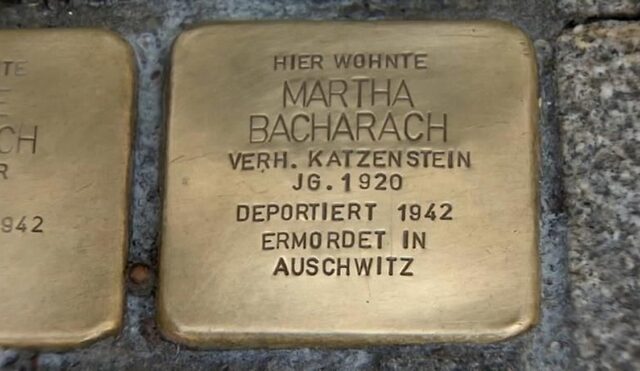 HIER WOHNTE
MARTHA
BACHARACH
VERH. KATZENSTEIN
JG. 1920
DEPORTIERT 1942
ERMORDET IN
AUSCHWITZ